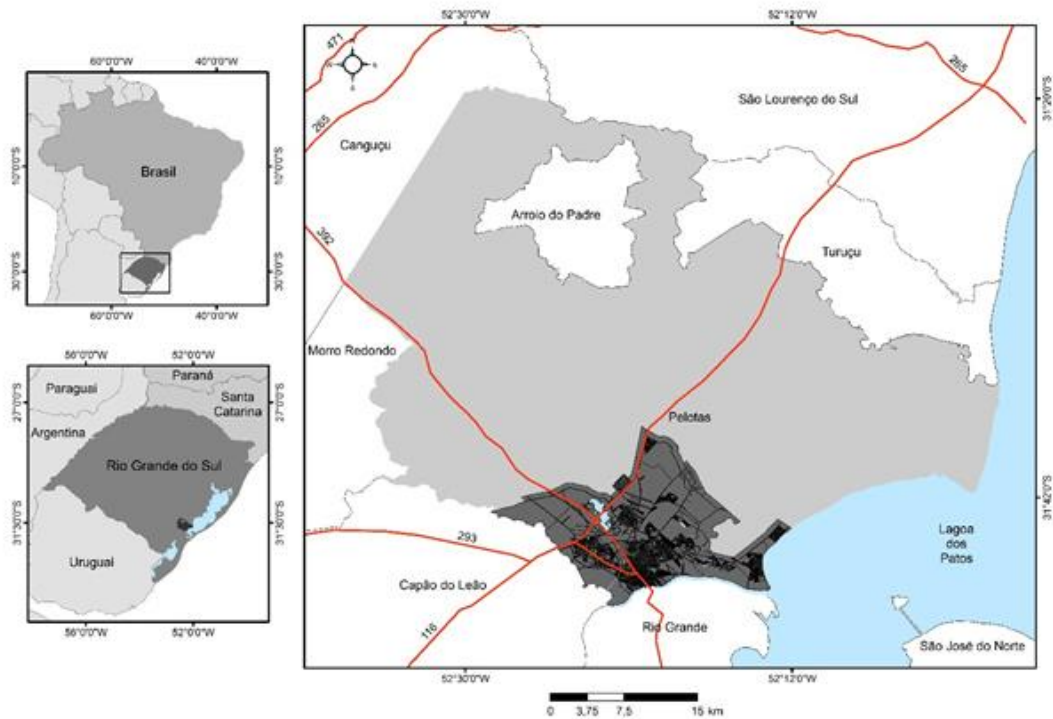 60°0'0"W
40°0'0"W
10°0'0"S
10°0'0"S
Brasil
30°0'0"S
30°0'0"S
60°0'0"W
40°0'0"W
56°0'0"W
52°0'0"W
Paraguai
Paraná
Santa
Catarina
27°0'0"S
27°0'0"S
Argentina
Rio Grande do Sul
31°30'0"S
31°30'0"S
Uruguai
56°0'0"W
52°0'0"W
52°30'0"W
52°12'0"W
471
265
265
São Lourenço do Sul
Canguçu
Arroio do Padre
Turuçu
392
Morro Redondo
Pelotas
31°42'0"S
293
Lagoa
dos
Patos
Capão do Leão
116
Rio Grande
São José do Norte
52°30'0"W
52°12'0"W
0 3,75 7,5 15 km